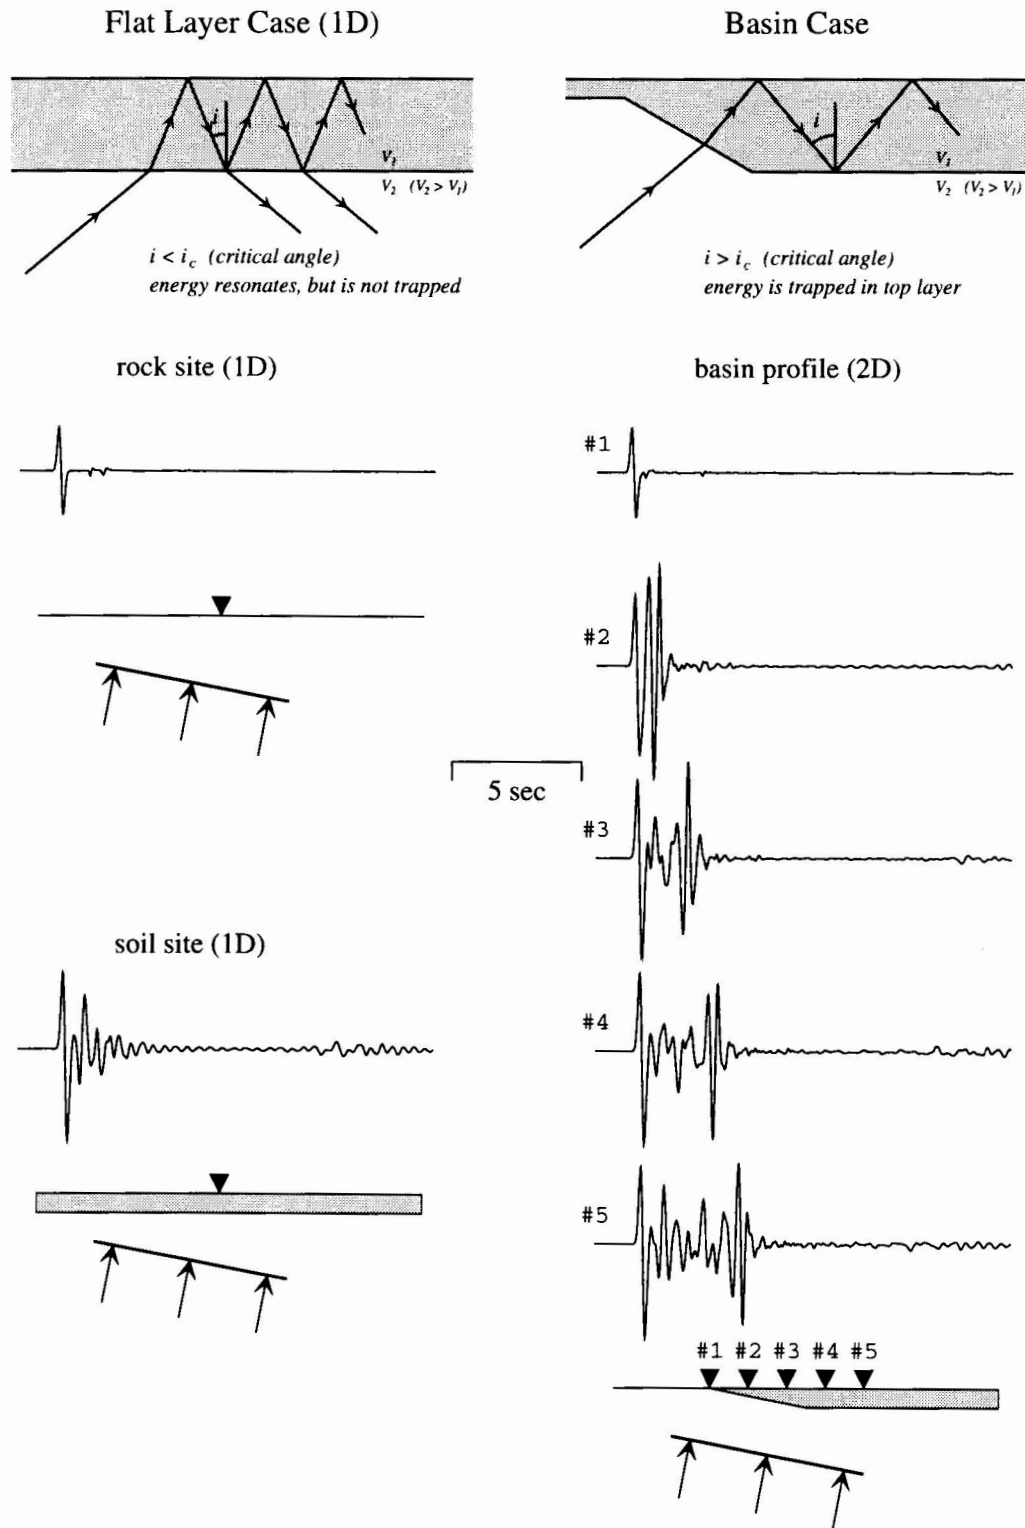 Flat Layer Case (1D)
Basin Case
i
V₁
V₂ (V₂ > V₁)
i < i꜀ (critical angle)
energy resonates, but is not trapped
i
V₁
V₂ (V₂ > V₁)
i > i꜀ (critical angle)
energy is trapped in top layer
rock site (1D)
basin profile (2D)
#1
#2
5 sec
#3
soil site (1D)
#4
#5
#1 #2 #3 #4 #5